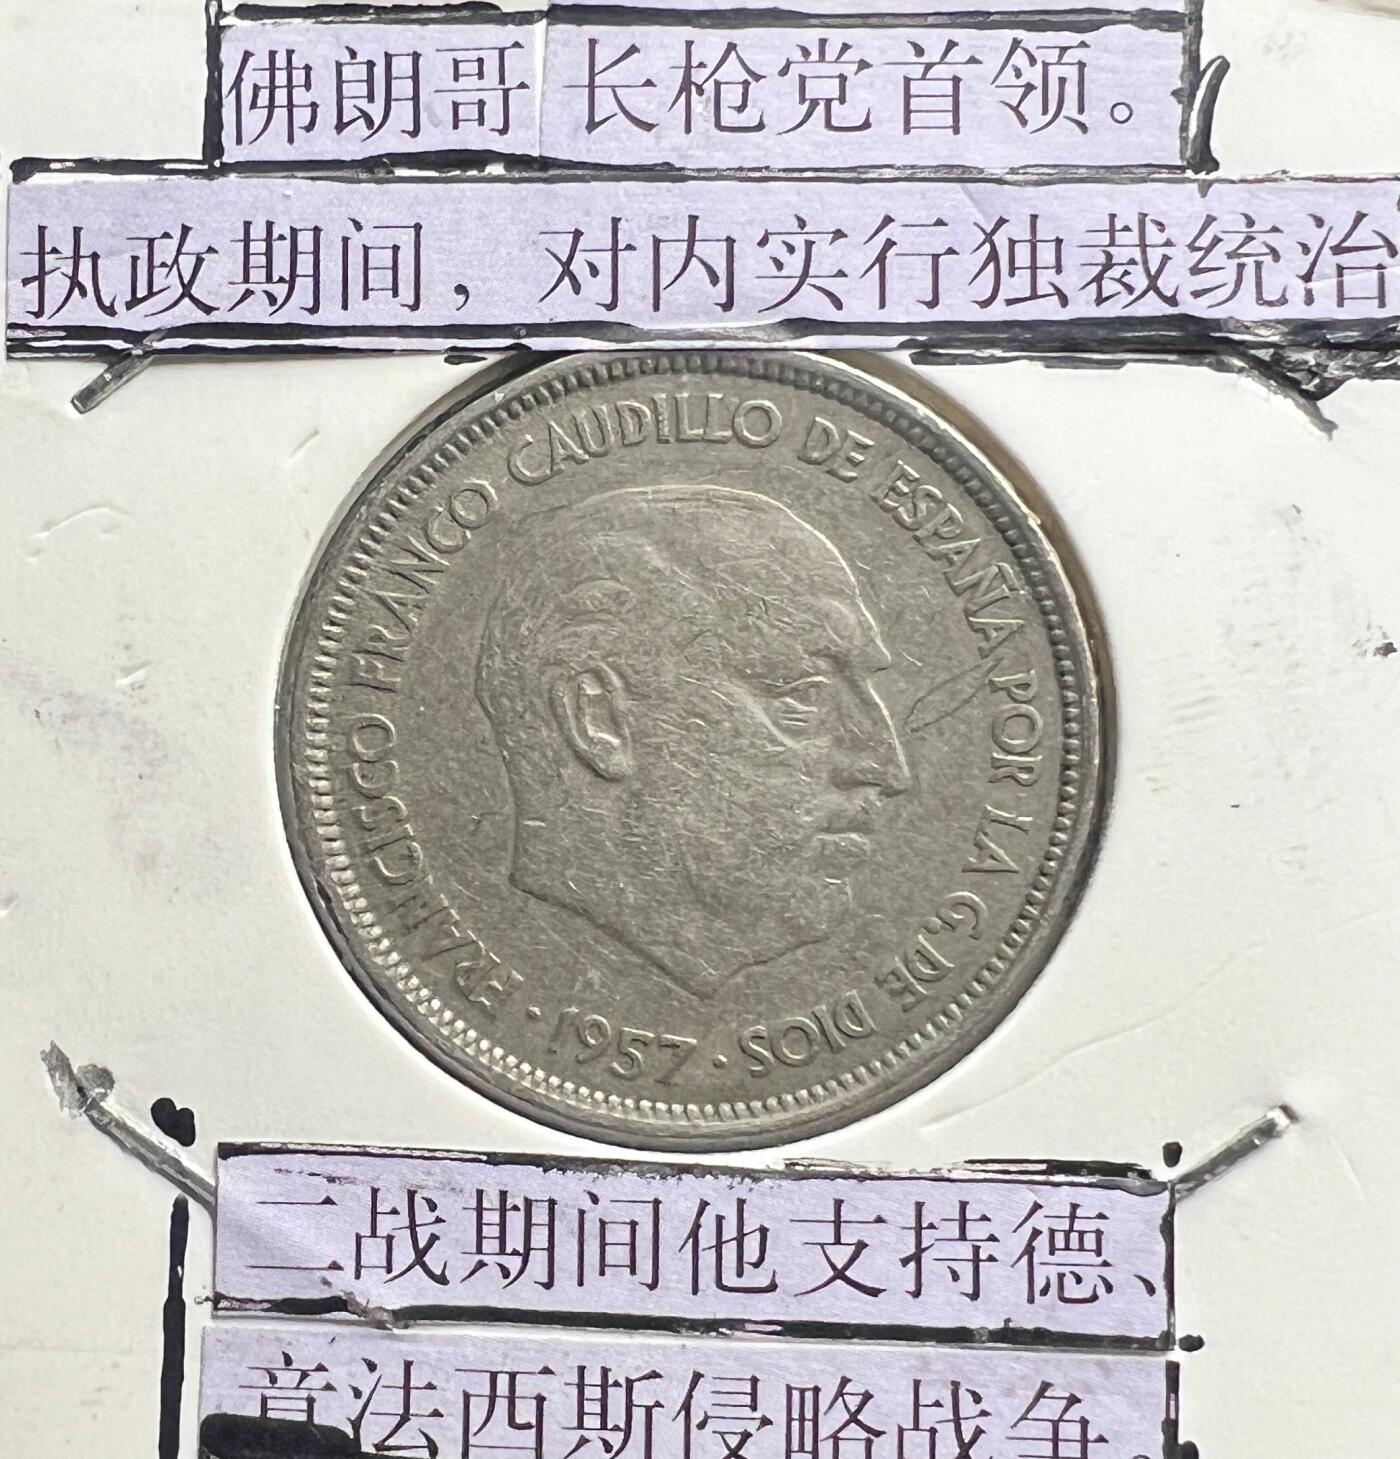 佛朗哥 长枪党首领。
执政期间，对内实行独裁统治
FRANCISCO FRANCO CAUDILLO DE ESPAÑA POR LA G. DE DIOS · 1957 ·
二战期间他支持德、
意法西斯侵略战争。